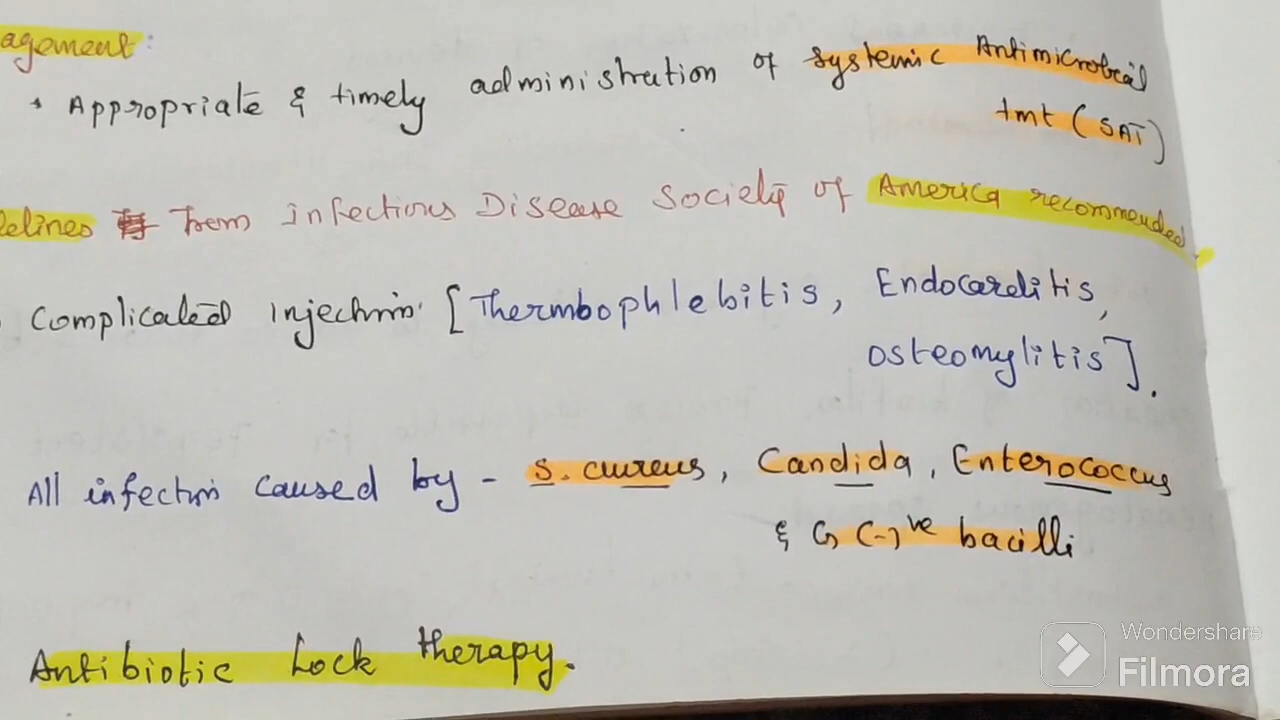 agement:
Appropriate & timely administration of systemic Antimicrobial
tmt (SAT)
elines from infectious Disease Society of America recommended
Complicated injection [Thermbophlebitis, Endocarditis,
osteomylitis].
All infection caused by - S. aureus, Candida, Enterococcus
& G (-)ve bacilli
Antibiotic Lock therapy.
Wondershare
Filmora